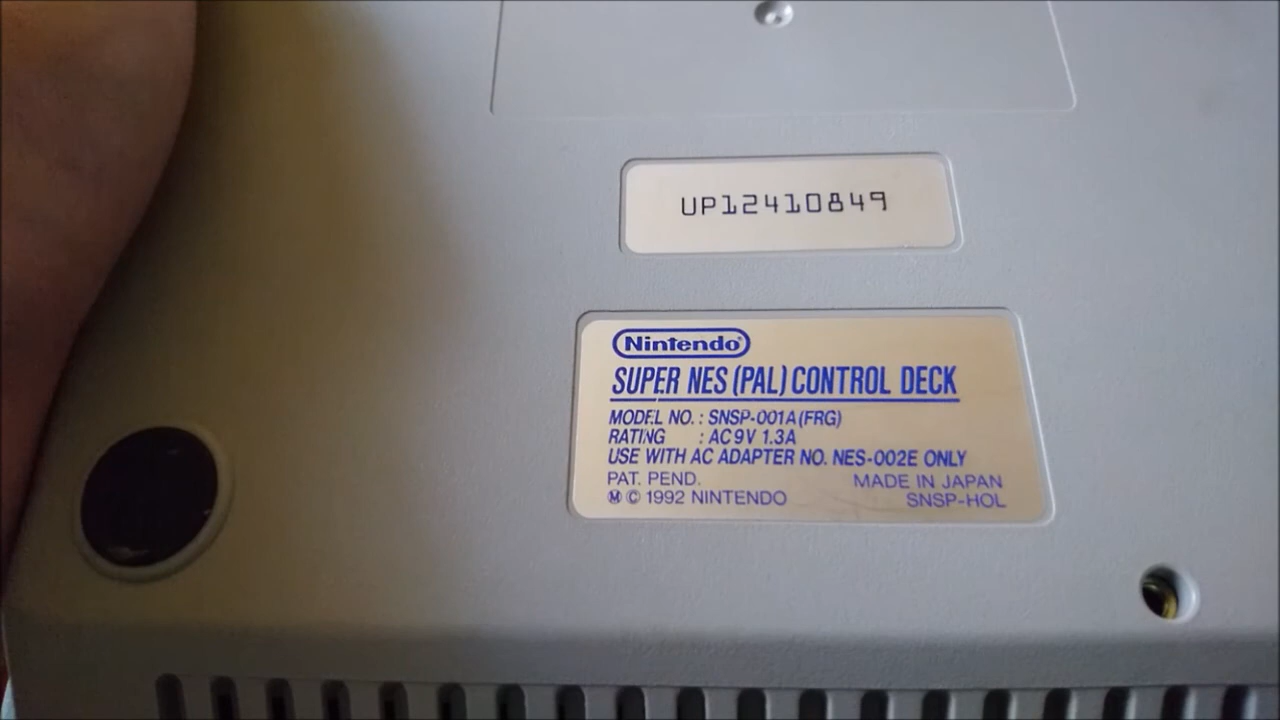 UP12410849
Nintendo
SUPER NES (PAL) CONTROL DECK
MODEL NO. : SNSP-001A(FRG)
RATING : AC 9V 1.3A
USE WITH AC ADAPTER NO. NES-002E ONLY
PAT. PEND. MADE IN JAPAN
Ⓜ © 1992 NINTENDO SNSP-HOL